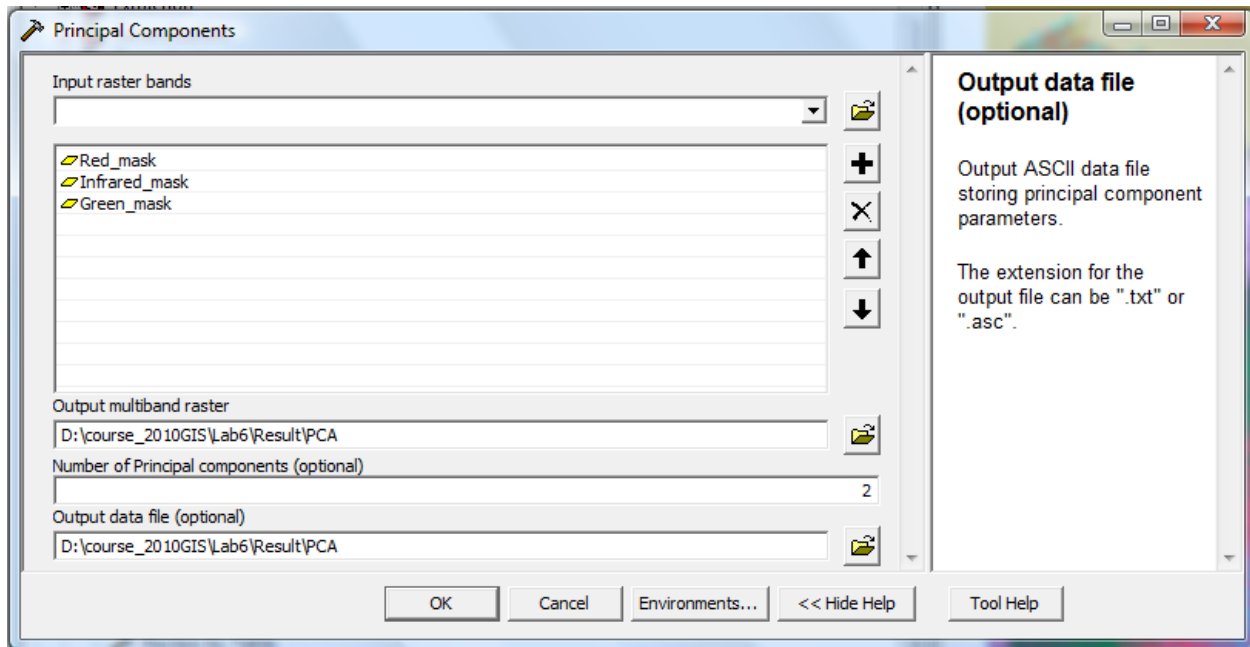 Principal Components
Input raster bands
Red_mask
Infrared_mask
Green_mask
Output multiband raster
D:\course_2010GIS\Lab6\Result\PCA
Number of Principal components (optional)
2
Output data file (optional)
D:\course_2010GIS\Lab6\Result\PCA
OK
Cancel
Environments...
<< Hide Help
Tool Help
Output data file
(optional)
Output ASCII data file
storing principal component
parameters.
The extension for the
output file can be ".txt" or
".asc".